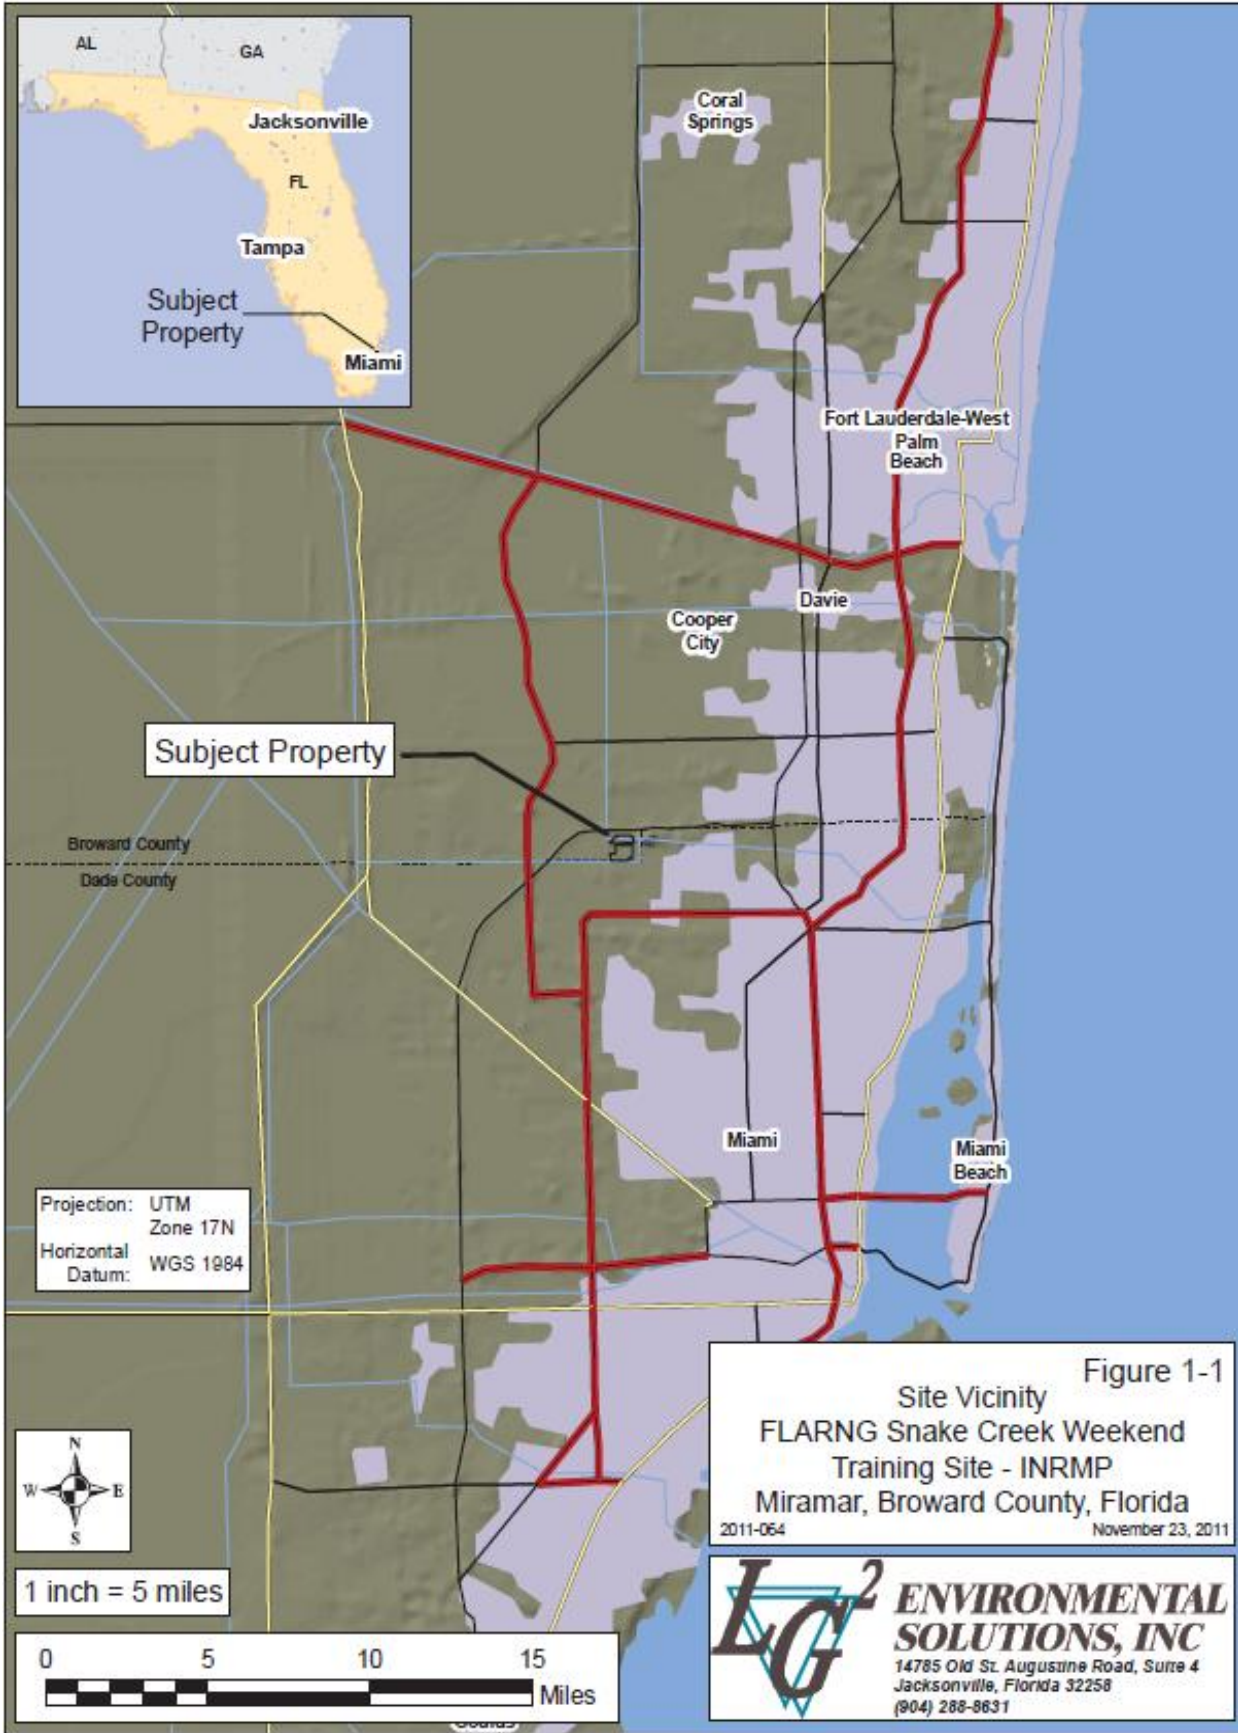 AL
GA
Jacksonville
FL
Tampa
Subject
Property
Miami
Coral
Springs
Fort Lauderdale-West
Palm
Beach
Davie
Cooper
City
Subject Property
Broward County
Dade County
Miami
Miami
Beach
Projection: UTM
Zone 17N
Horizontal
Datum: WGS 1984
N
W E
S
1 inch = 5 miles
0 5 10 15
Miles
Figure 1-1
Site Vicinity
FLARNG Snake Creek Weekend
Training Site - INRMP
Miramar, Broward County, Florida
2011-064 November 23, 2011
LG2 ENVIRONMENTAL
SOLUTIONS, INC
14785 Old St. Augustine Road, Suite 4
Jacksonville, Florida 32258
(904) 288-8631